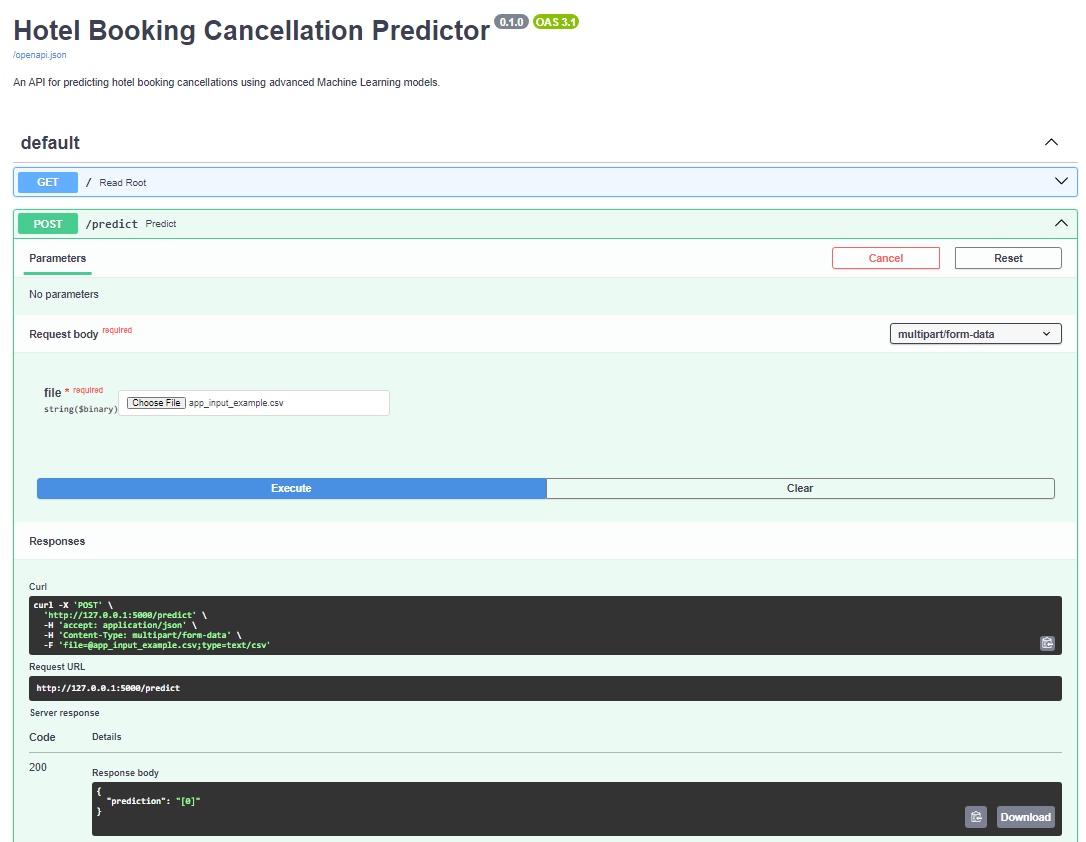 Hotel Booking Cancellation Predictor 0.1.0 OAS 3.1
/openapi.json
An API for predicting hotel booking cancellations using advanced Machine Learning models.
default
GET / Read Root
POST /predict Predict
Parameters Cancel Reset
No parameters
Request body required multipart/form-data
file * required
string($binary) Choose File app_input_example.csv
Execute Clear
Responses
Curl
curl -X 'POST' \
'http://127.0.0.1:5000/predict' \
-H 'accept: application/json' \
-H 'Content-Type: multipart/form-data' \
-F 'file=@app_input_example.csv;type=text/csv'
Request URL
http://127.0.0.1:5000/predict
Server response
Code Details
200
Response body
{
"prediction": "[0]"
}
Download